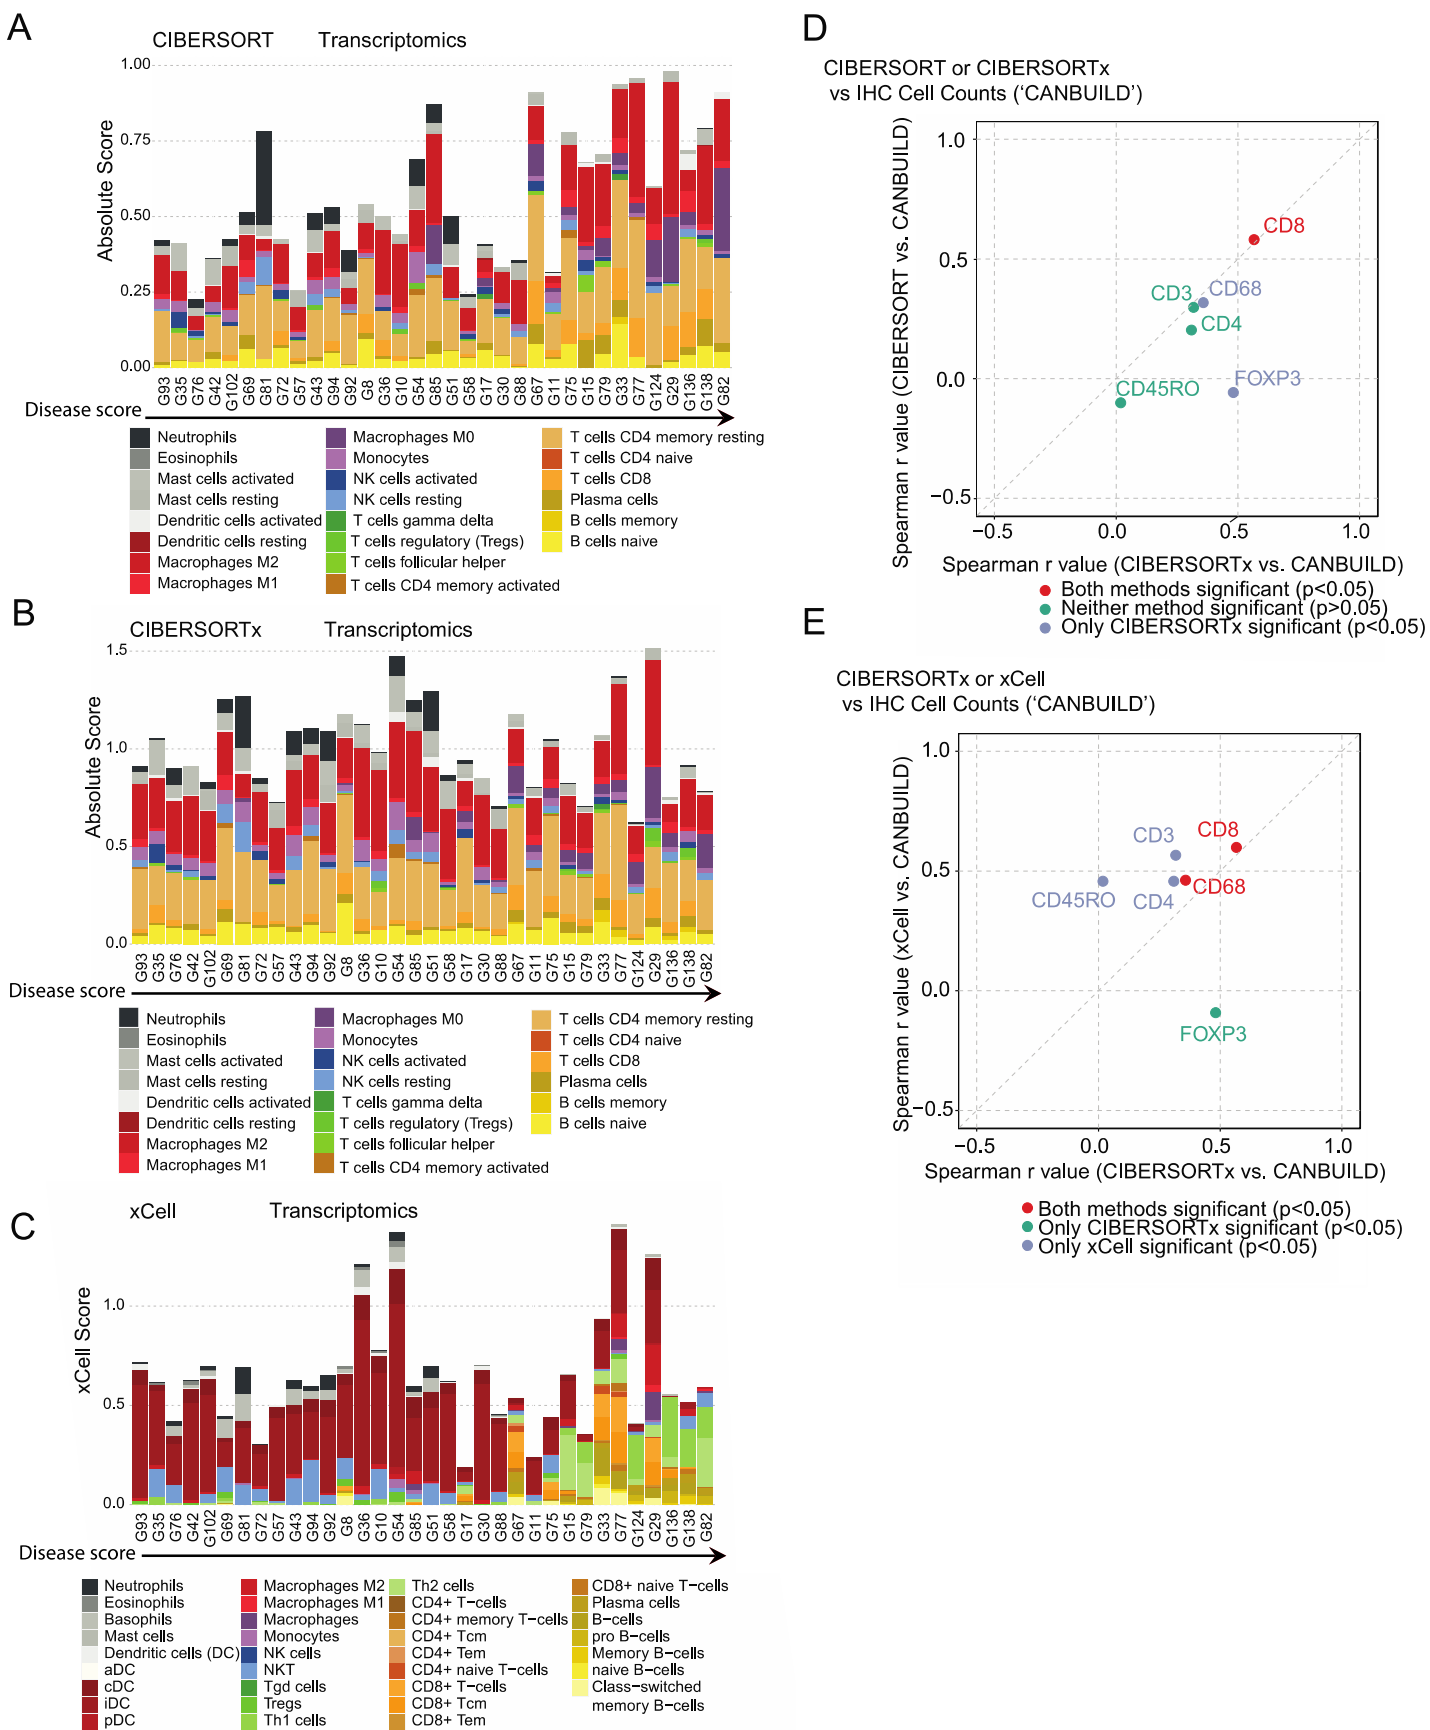 A
CIBERSORT Transcriptomics
Absolute Score
1.00
0.75
0.50
0.25
0.00
G93 G35 G76 G42 G102 G69 G81 G72 G57 G43 G94 G92 G8 G36 G10 G54 G85 G51 G58 G17 G30 G88 G67 G11 G75 G15 G79 G33 G77 G124 G29 G136 G138 G82
Disease score
Neutrophils
Eosinophils
Mast cells activated
Mast cells resting
Dendritic cells activated
Dendritic cells resting
Macrophages M2
Macrophages M1
Macrophages M0
Monocytes
NK cells activated
NK cells resting
T cells gamma delta
T cells regulatory (Tregs)
T cells follicular helper
T cells CD4 memory activated
T cells CD4 memory resting
T cells CD4 naive
T cells CD8
Plasma cells
B cells memory
B cells naive
B
CIBERSORTx Transcriptomics
Absolute Score
1.5
1.0
0.5
0.0
G93 G35 G76 G42 G102 G69 G81 G72 G57 G43 G94 G92 G8 G36 G10 G54 G85 G51 G58 G17 G30 G88 G67 G11 G75 G15 G79 G33 G77 G124 G29 G136 G138 G82
Disease score
Neutrophils
Eosinophils
Mast cells activated
Mast cells resting
Dendritic cells activated
Dendritic cells resting
Macrophages M2
Macrophages M1
Macrophages M0
Monocytes
NK cells activated
NK cells resting
T cells gamma delta
T cells regulatory (Tregs)
T cells follicular helper
T cells CD4 memory activated
T cells CD4 memory resting
T cells CD4 naive
T cells CD8
Plasma cells
B cells memory
B cells naive
C
xCell Transcriptomics
xCell Score
1.0
0.5
0.0
G93 G35 G76 G42 G102 G69 G81 G72 G57 G43 G94 G92 G8 G36 G10 G54 G85 G51 G58 G17 G30 G88 G67 G11 G75 G15 G79 G33 G77 G124 G29 G136 G138 G82
Disease score
Neutrophils
Eosinophils
Basophils
Mast cells
Dendritic cells (DC)
aDC
cDC
iDC
pDC
Macrophages M2
Macrophages M1
Macrophages
Monocytes
NK cells
NKT
Tgd cells
Tregs
Th1 cells
Th2 cells
CD4+ T−cells
CD4+ memory T−cells
CD4+ Tcm
CD4+ Tem
CD4+ naive T−cells
CD8+ T−cells
CD8+ Tcm
CD8+ Tem
CD8+ naive T−cells
Plasma cells
B−cells
pro B−cells
Memory B−cells
naive B−cells
Class−switched
memory B−cells
D
CIBERSORT or CIBERSORTx
vs IHC Cell Counts ('CANBUILD')
Spearman r value (CIBERSORT vs. CANBUILD)
1.0
0.5
0.0
−0.5
CD8
CD68
CD3
CD4
CD45RO
FOXP3
−0.5 0.0 0.5 1.0
Spearman r value (CIBERSORTx vs. CANBUILD)
Both methods significant (p<0.05)
Neither method significant (p>0.05)
Only CIBERSORTx significant (p<0.05)
E
CIBERSORTx or xCell
vs IHC Cell Counts ('CANBUILD')
Spearman r value (xCell vs. CANBUILD)
1.0
0.5
0.0
−0.5
CD3
CD8
CD45RO
CD4
CD68
FOXP3
−0.5 0.0 0.5 1.0
Spearman r value (CIBERSORTx vs. CANBUILD)
Both methods significant (p<0.05)
Only CIBERSORTx significant (p<0.05)
Only xCell significant (p<0.05)